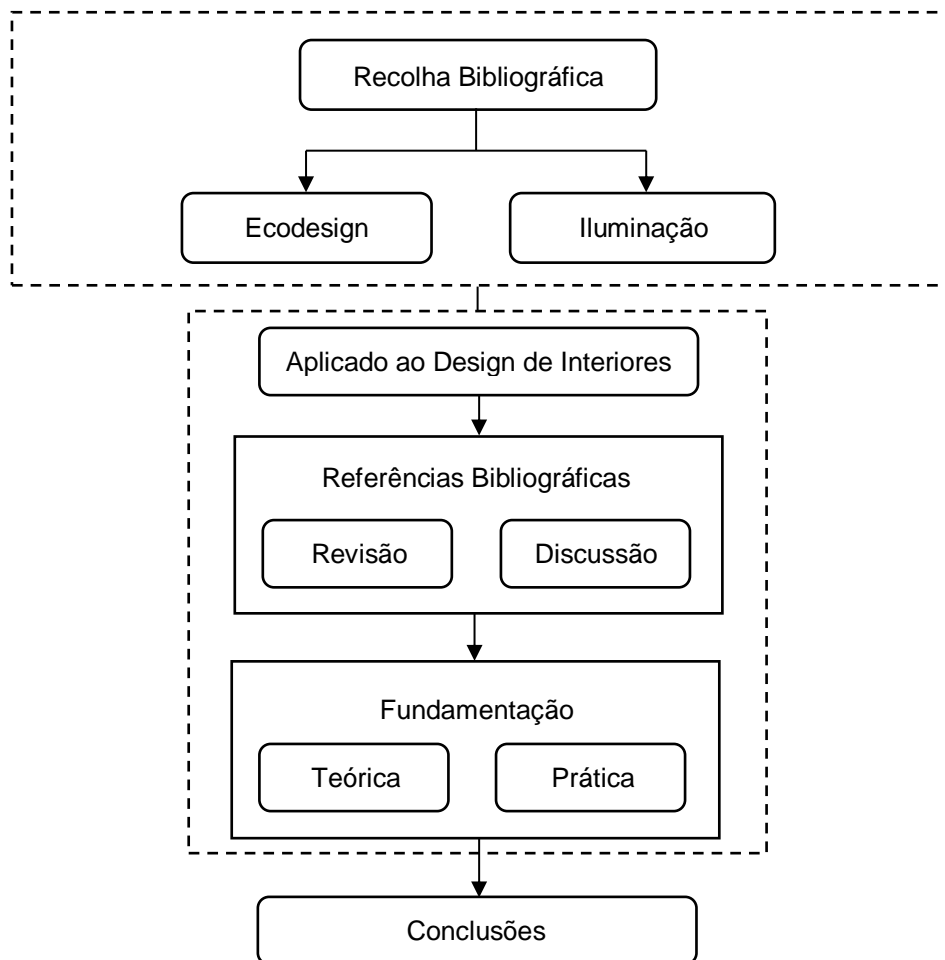 Recolha Bibliográfica
Ecodesign
Iluminação
Aplicado ao Design de Interiores
Referências Bibliográficas
Revisão
Discussão
Fundamentação
Teórica
Prática
Conclusões